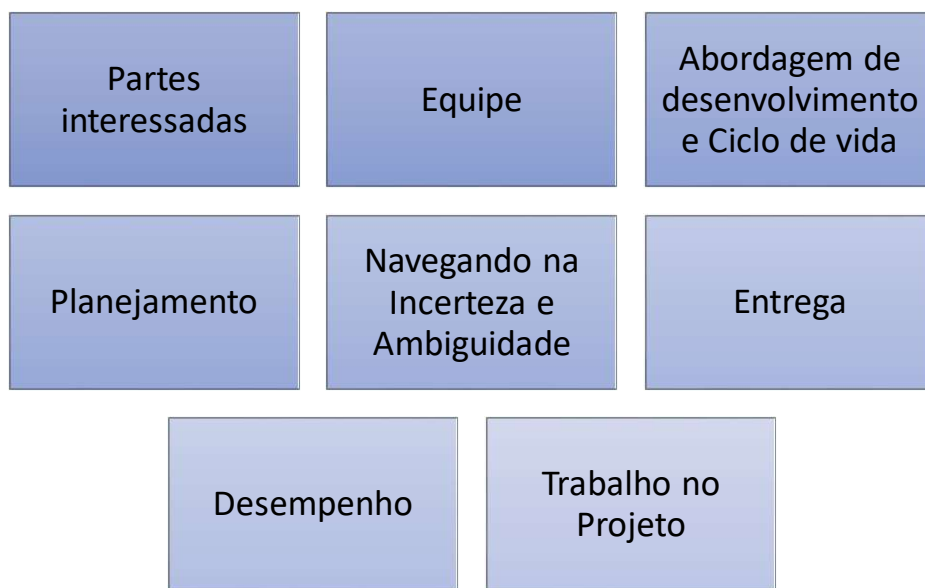 Partes
interessadas
Equipe
Abordagem de
desenvolvimento
e Ciclo de vida
Planejamento
Navegando na
Incerteza e
Ambiguidade
Entrega
Desempenho
Trabalho no
Projeto